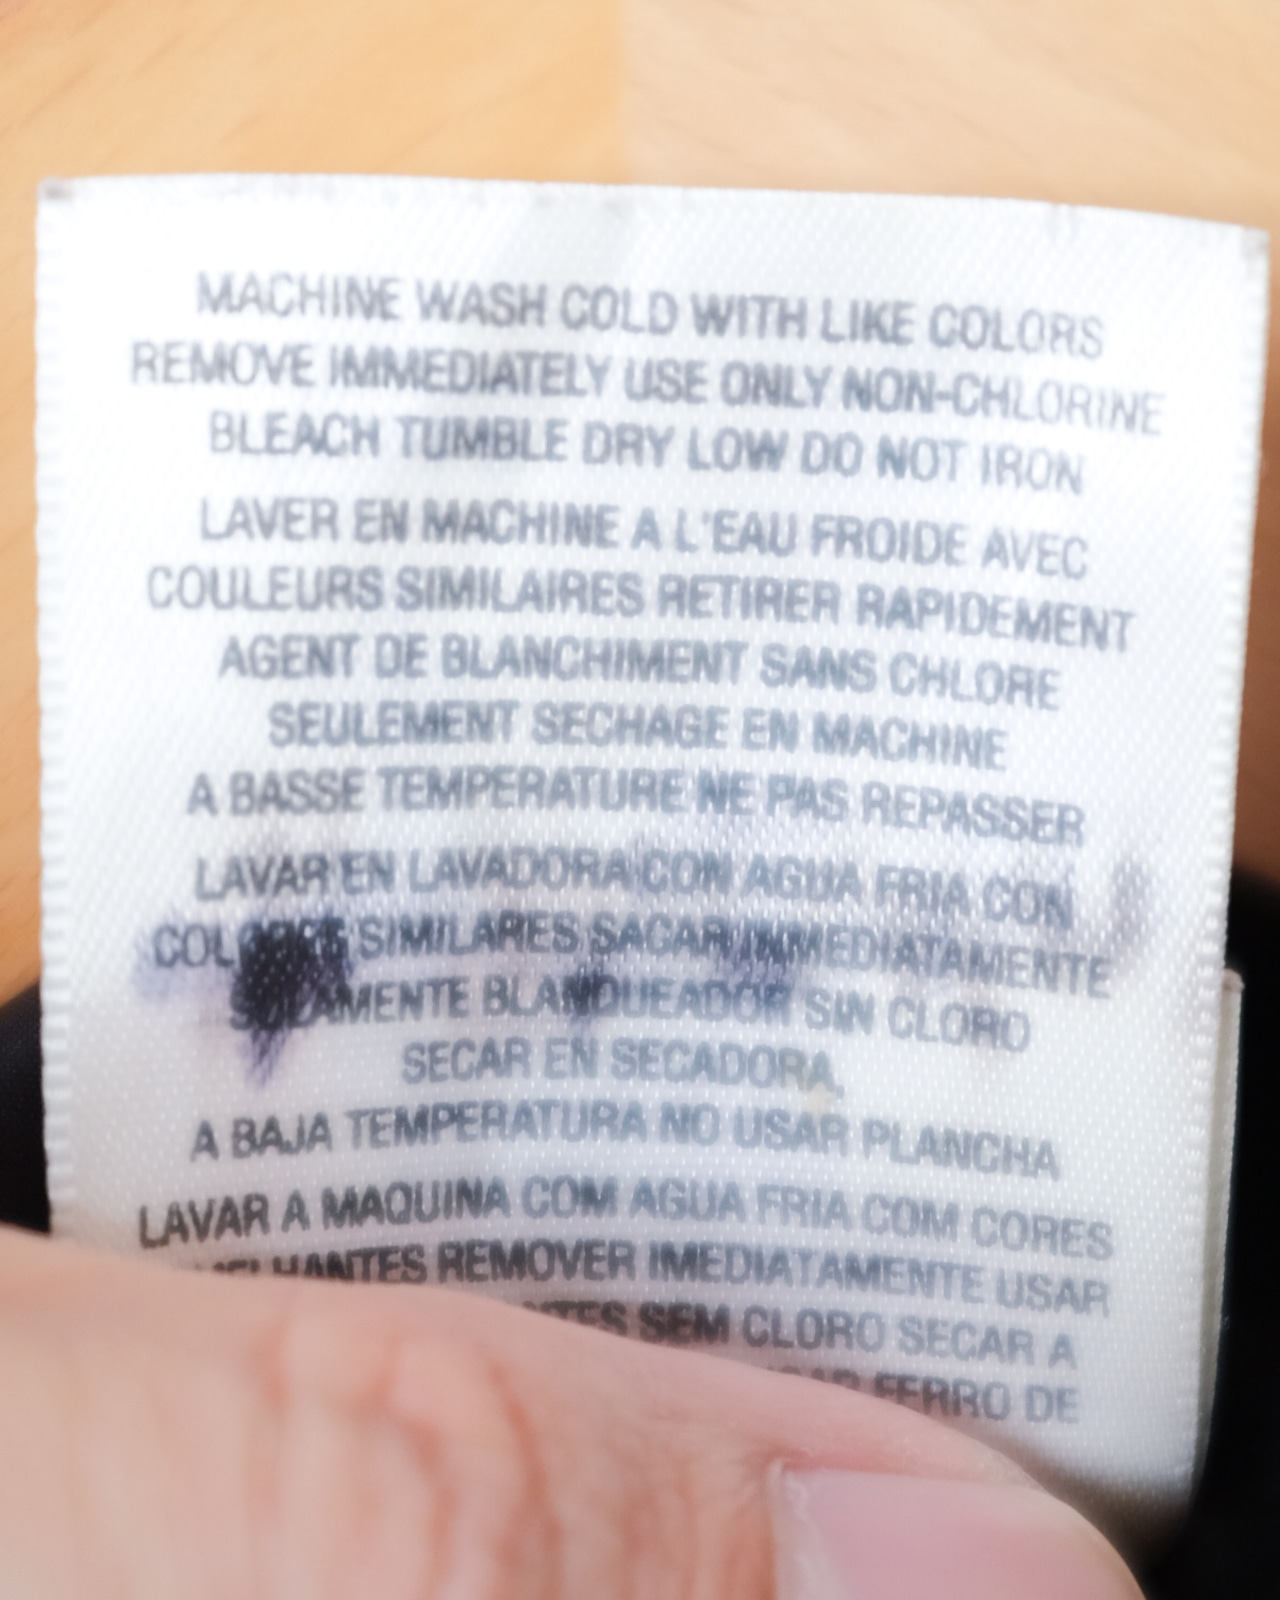 MACHINE WASH COLD WITH LIKE COLORS
REMOVE IMMEDIATELY USE ONLY NON-CHLORINE
BLEACH TUMBLE DRY LOW DO NOT IRON
LAVER EN MACHINE A L'EAU FROIDE AVEC
COULEURS SIMILAIRES RETIRER RAPIDEMENT
AGENT DE BLANCHIMENT SANS CHLORE
SEULEMENT SECHAGE EN MACHINE
A BASSE TEMPERATURE NE PAS REPASSER
LAVAR EN LAVADORA CON AGUA FRIA CON
COLORES SIMILARES SACAR INMEDIATAMENTE
SOLAMENTE BLANQUEADOR SIN CLORO
SECAR EN SECADORA,
A BAJA TEMPERATURA NO USAR PLANCHA
LAVAR A MAQUINA COM AGUA FRIA COM CORES
REMOVER IMEDIATAMENTE USAR
SEM CLORO SECAR A
FERRO DE